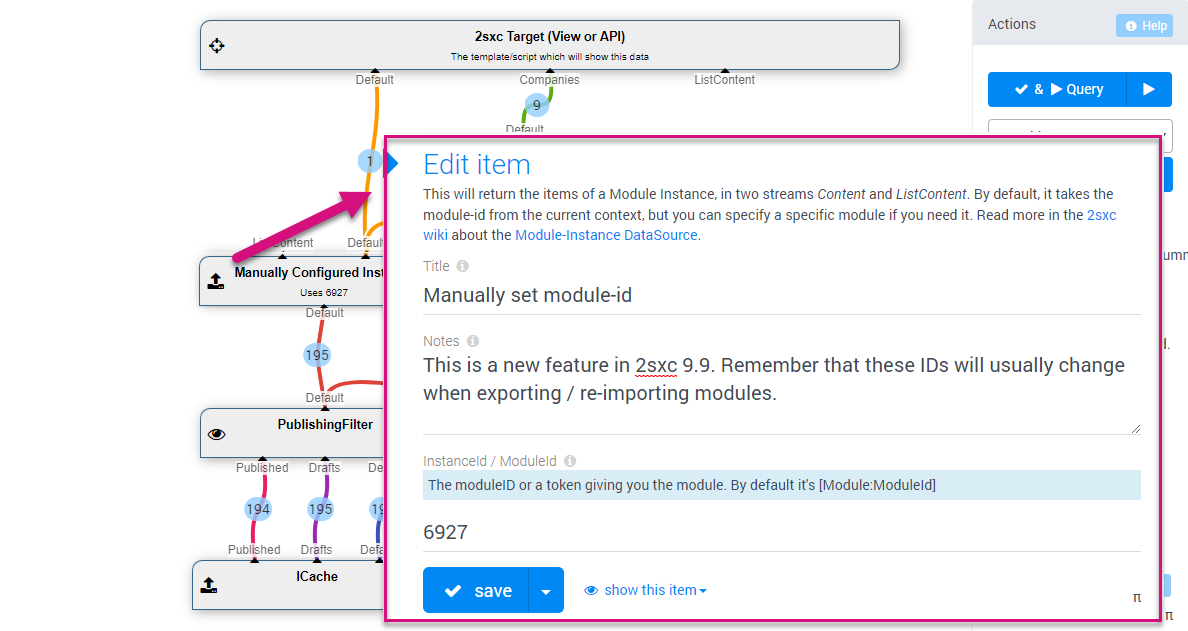 2sxc Target (View or API)
The template/script which will show this data
Default
Companies
ListContent
9
Default
1
Default
Manually Configured Inst
Uses 6927
Default
195
Default
PublishingFilter
Published
Drafts
194
195
Published
Drafts
ICache
Actions
Help
& Query
Edit item
This will return the items of a Module Instance, in two streams Content and ListContent. By default, it takes the
module-id from the current context, but you can specify a specific module if you need it. Read more in the 2sxc
wiki about the Module-Instance DataSource.
Title
Manually set module-id
Notes
This is a new feature in 2sxc 9.9. Remember that these IDs will usually change
when exporting / re-importing modules.
InstanceId / ModuleId
The moduleID or a token giving you the module. By default it's [Module:ModuleId]
6927
save
show this item
π
π